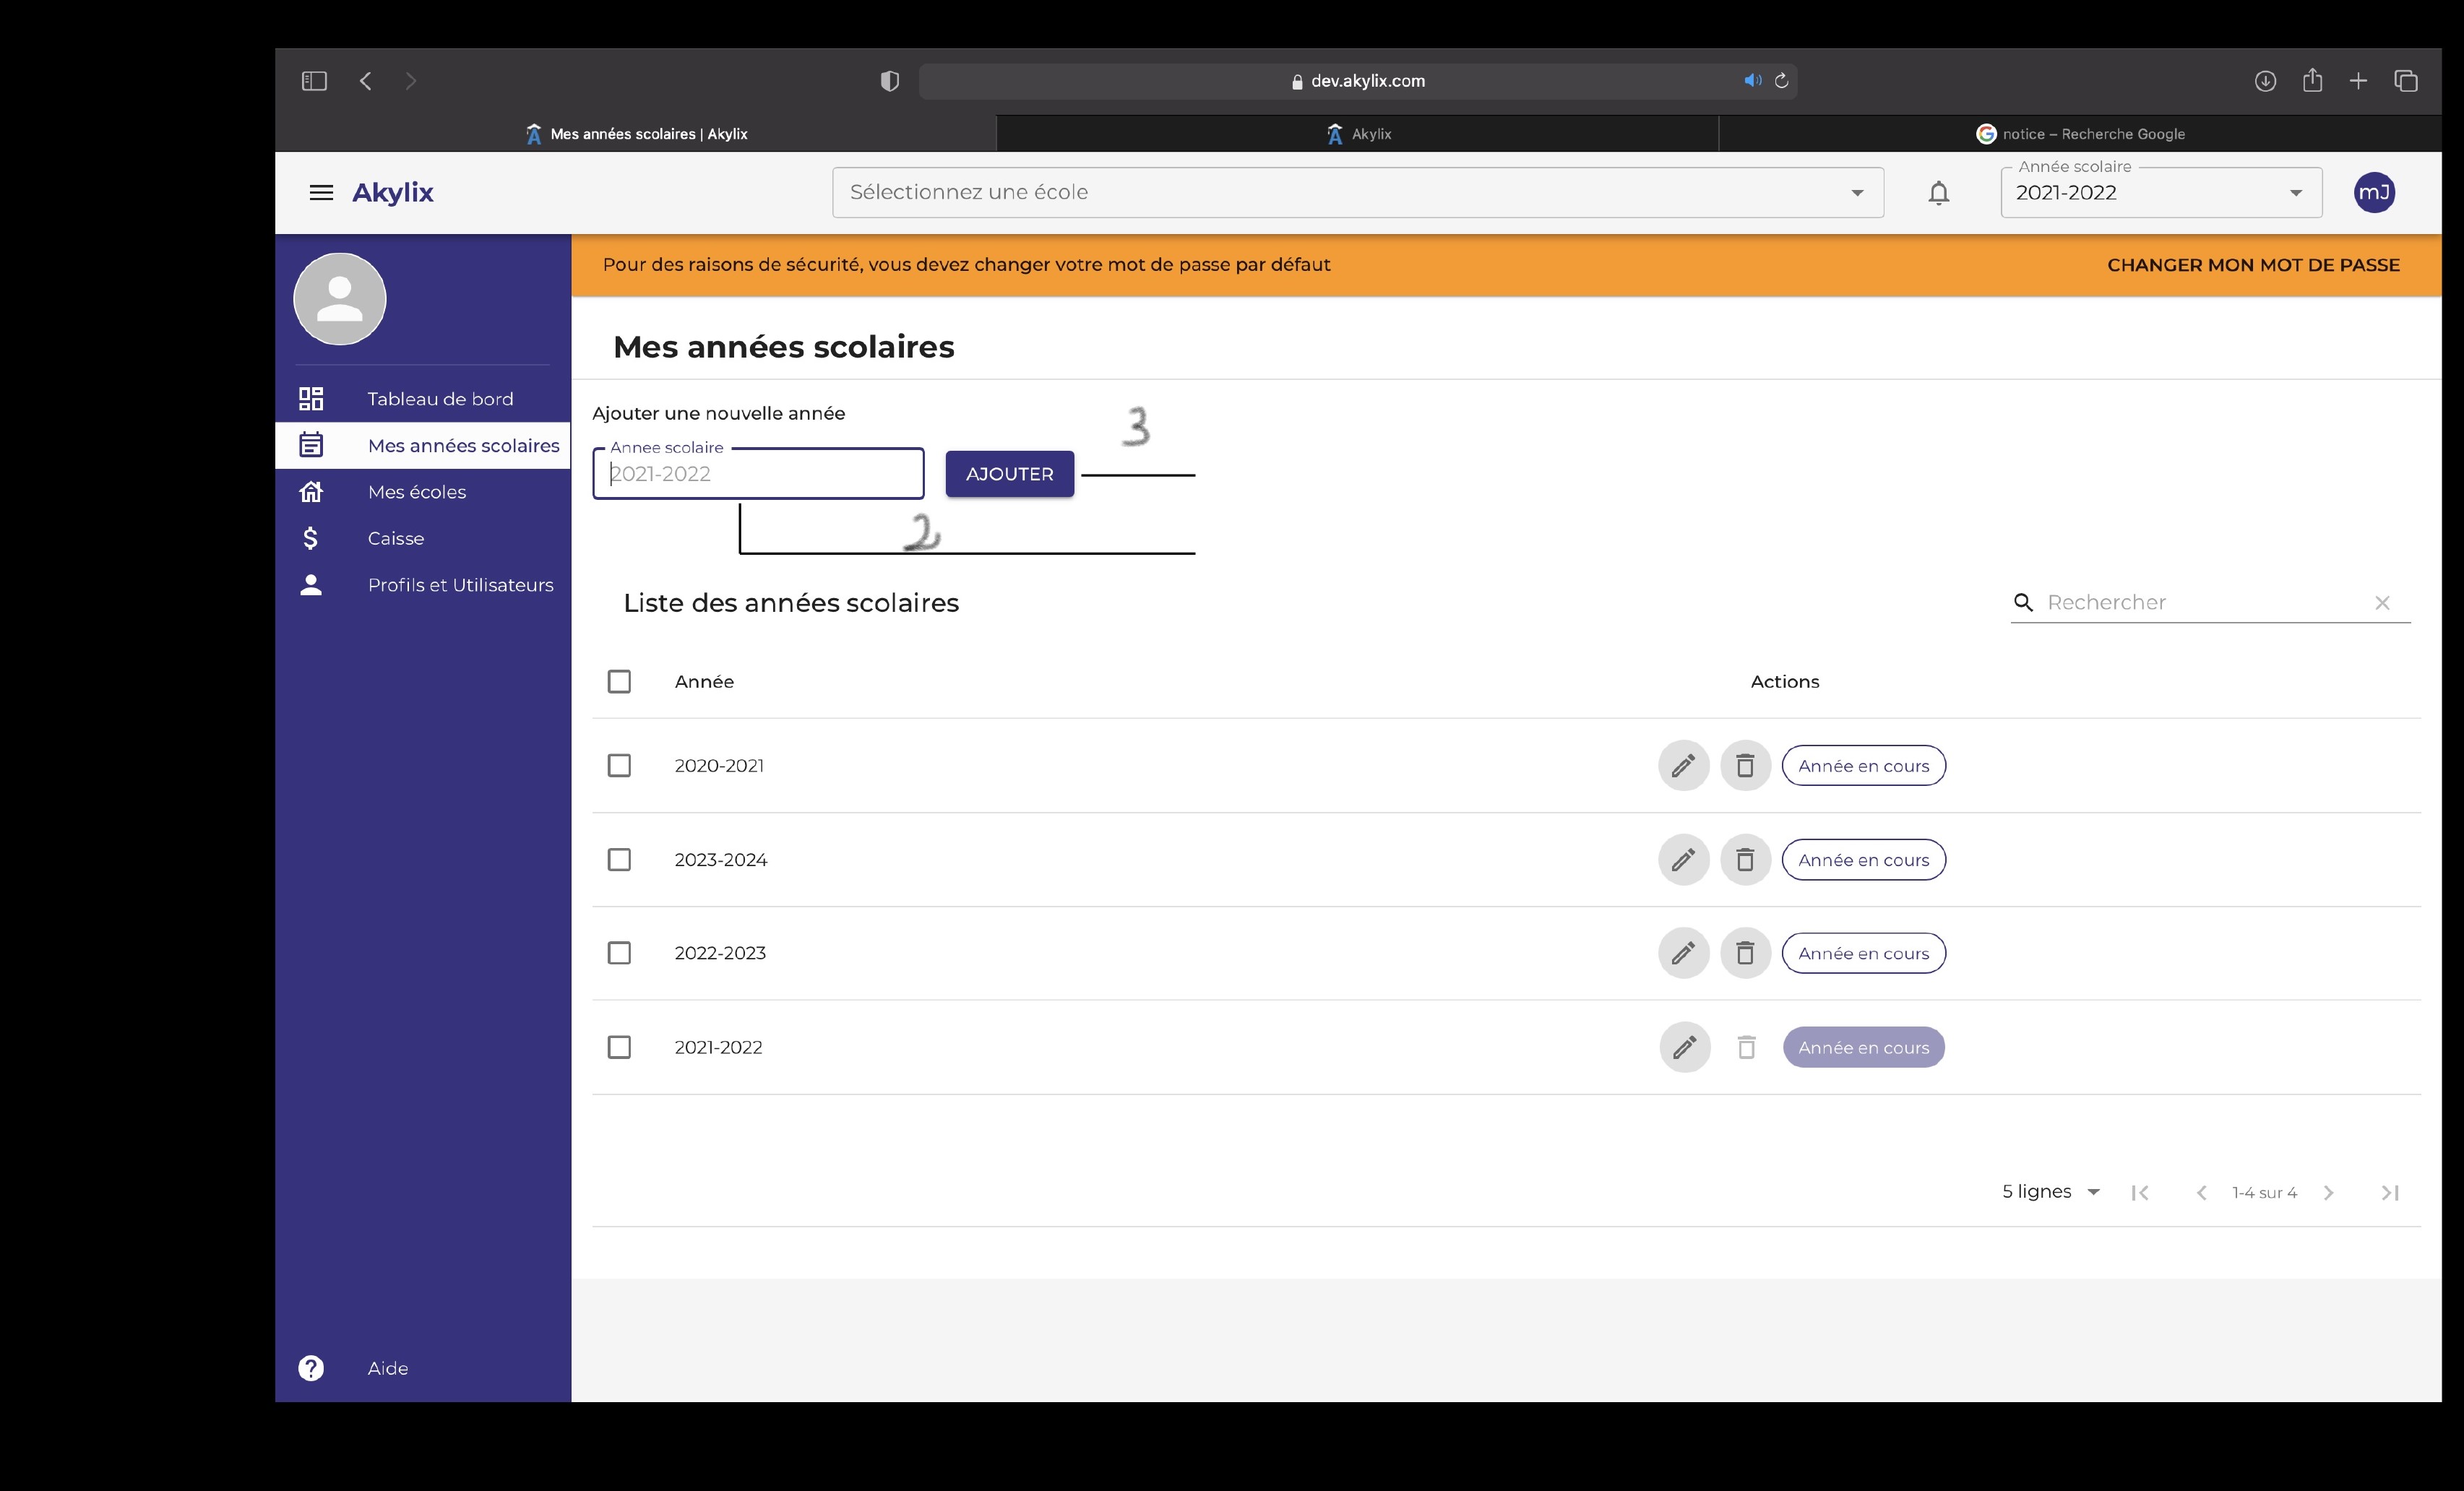 dev.akylix.com
Mes années scolaires | Akylix
Akylix
notice – Recherche Google
Akylix
Sélectionnez une école
Année scolaire
2021-2022
mJ
Pour des raisons de sécurité, vous devez changer votre mot de passe par défaut
CHANGER MON MOT DE PASSE
Tableau de bord
Mes années scolaires
Mes écoles
Caisse
Profils et Utilisateurs
Aide
Mes années scolaires
Ajouter une nouvelle année
Annee scolaire
2021-2022
AJOUTER
3
2
Liste des années scolaires
Rechercher
Année
Actions
2020-2021
Année en cours
2023-2024
Année en cours
2022-2023
Année en cours
2021-2022
Année en cours
5 lignes
1-4 sur 4